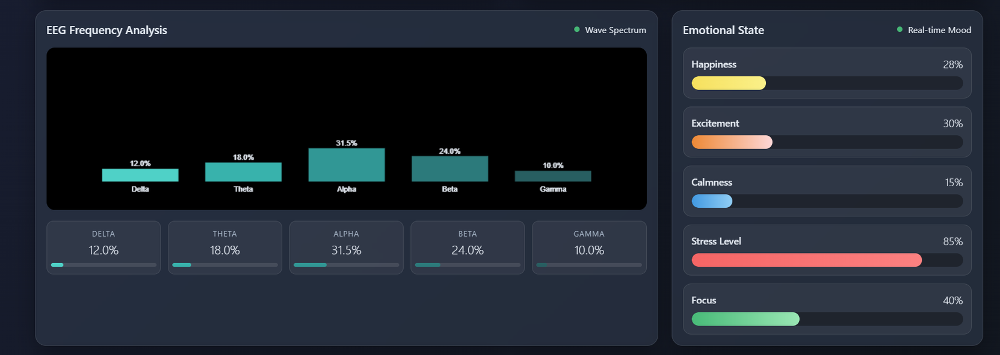 EEG Frequency Analysis
Wave Spectrum
12.0%
Delta
18.0%
Theta
31.5%
Alpha
24.0%
Beta
10.0%
Gamma
DELTA
12.0%
THETA
18.0%
ALPHA
31.5%
BETA
24.0%
GAMMA
10.0%
Emotional State
Real-time Mood
Happiness 28%
Excitement 30%
Calmness 15%
Stress Level 85%
Focus 40%